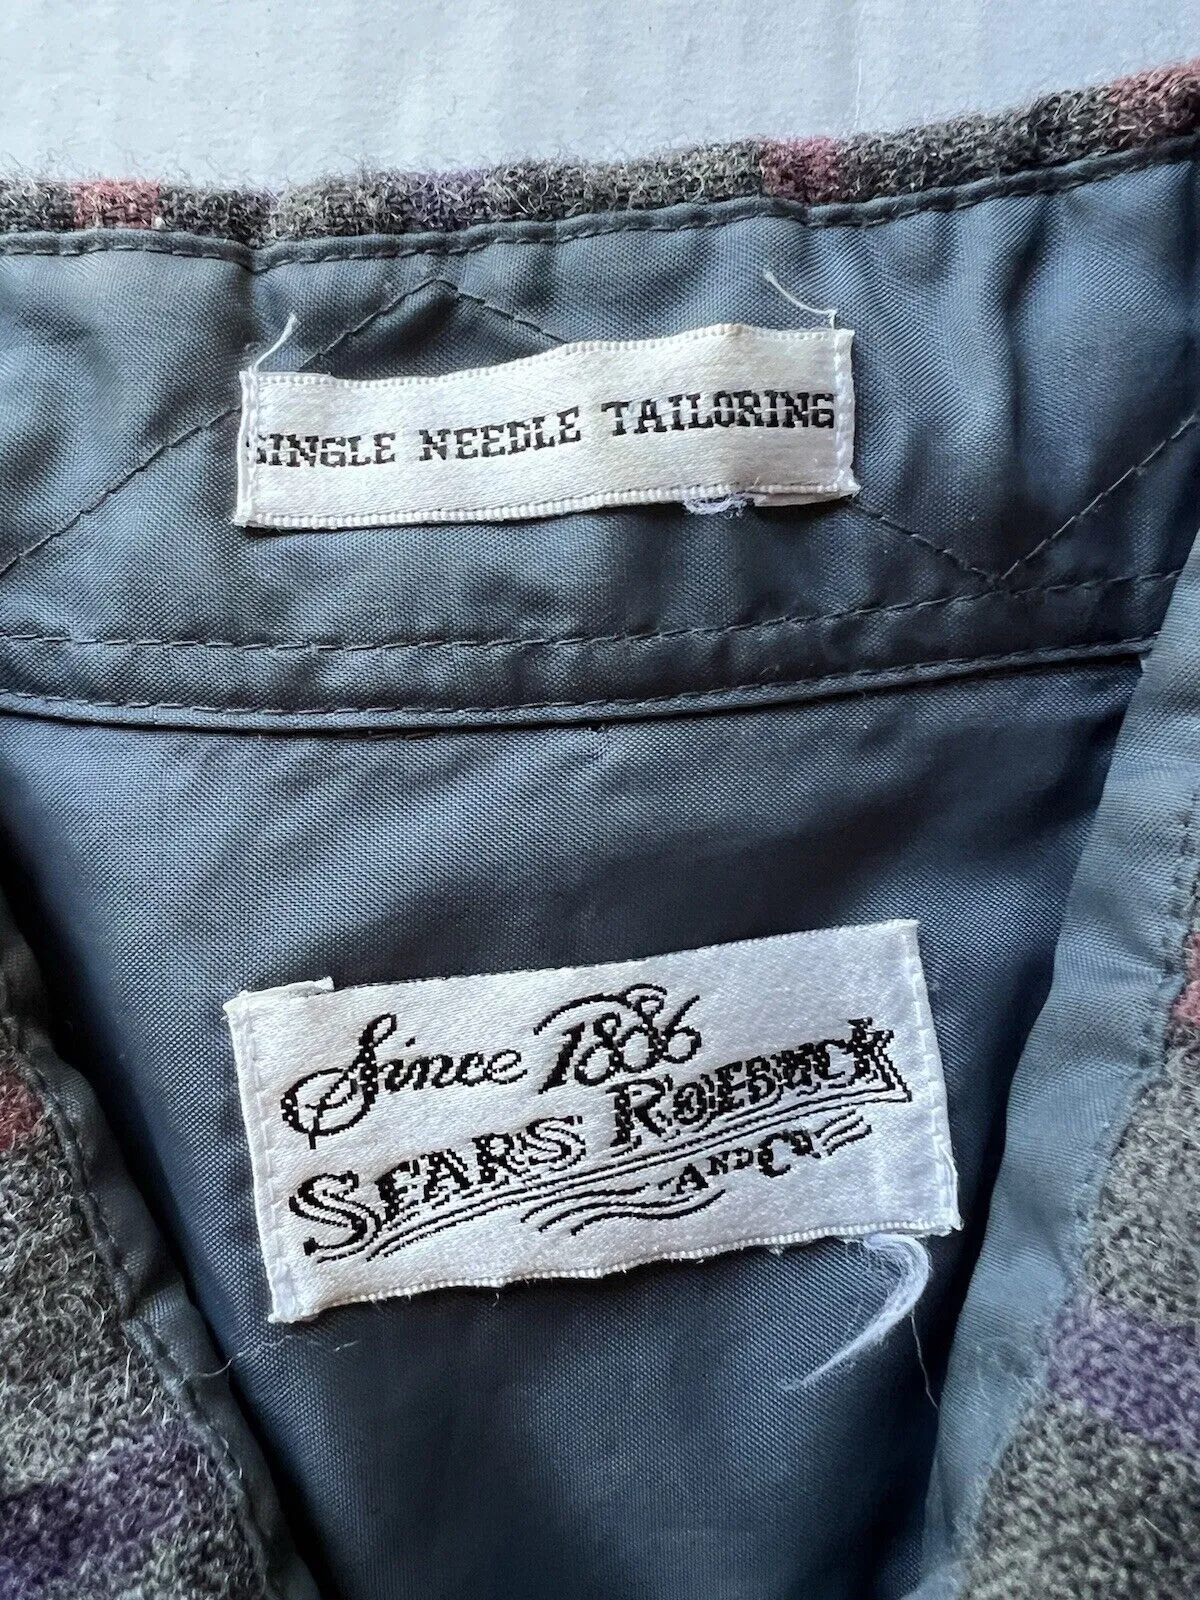 SINGLE NEEDLE TAILORING
Since 1886
SEARS ROEBUCK
AND CO